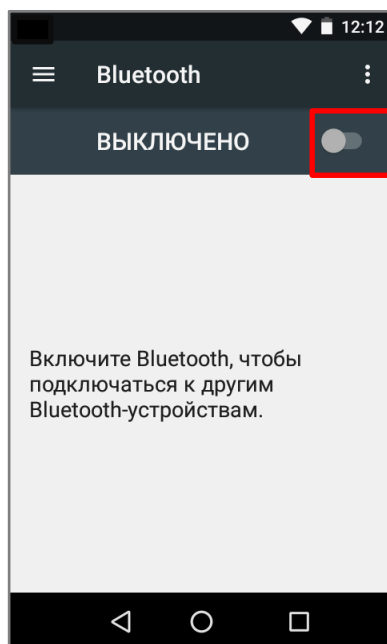 12:12
Bluetooth
ВЫКЛЮЧЕНО
Включите Bluetooth, чтобы
подключаться к другим
Bluetooth-устройствам.